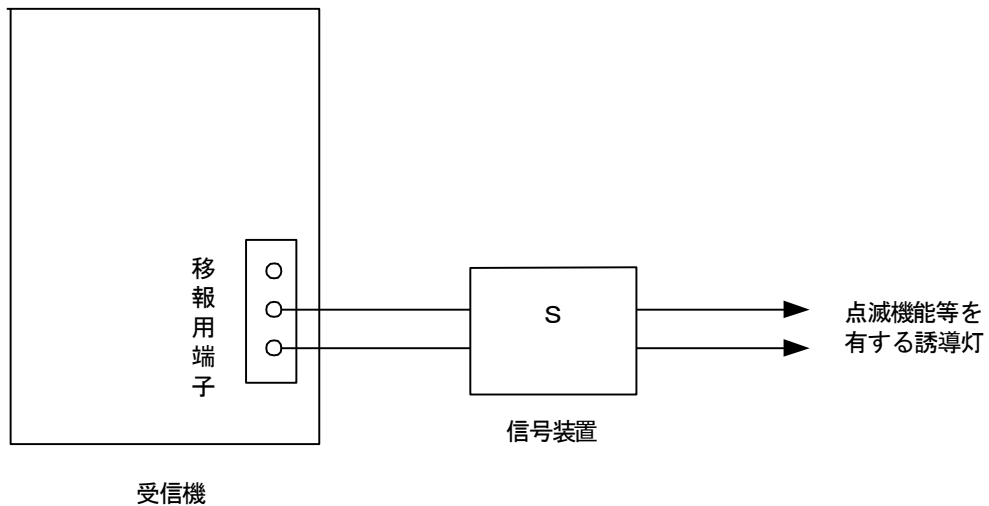 移報用端子
S
点滅機能等を
有する誘導灯
信号装置
受信機